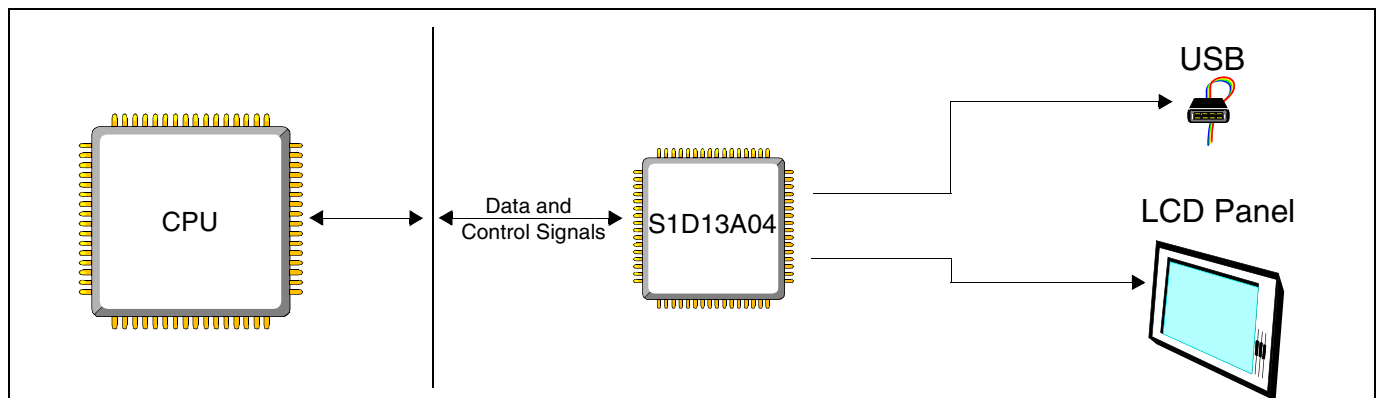 USB
CPU
Data and
Control Signals
S1D13A04
LCD Panel